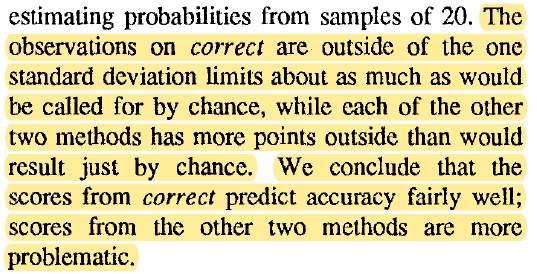 estimating probabilities from samples of 20. The
observations on correct are outside of the one
standard deviation limits about as much as would
be called for by chance, while each of the other
two methods has more points outside than would
result just by chance. We conclude that the
scores from correct predict accuracy fairly well;
scores from the other two methods are more
problematic.